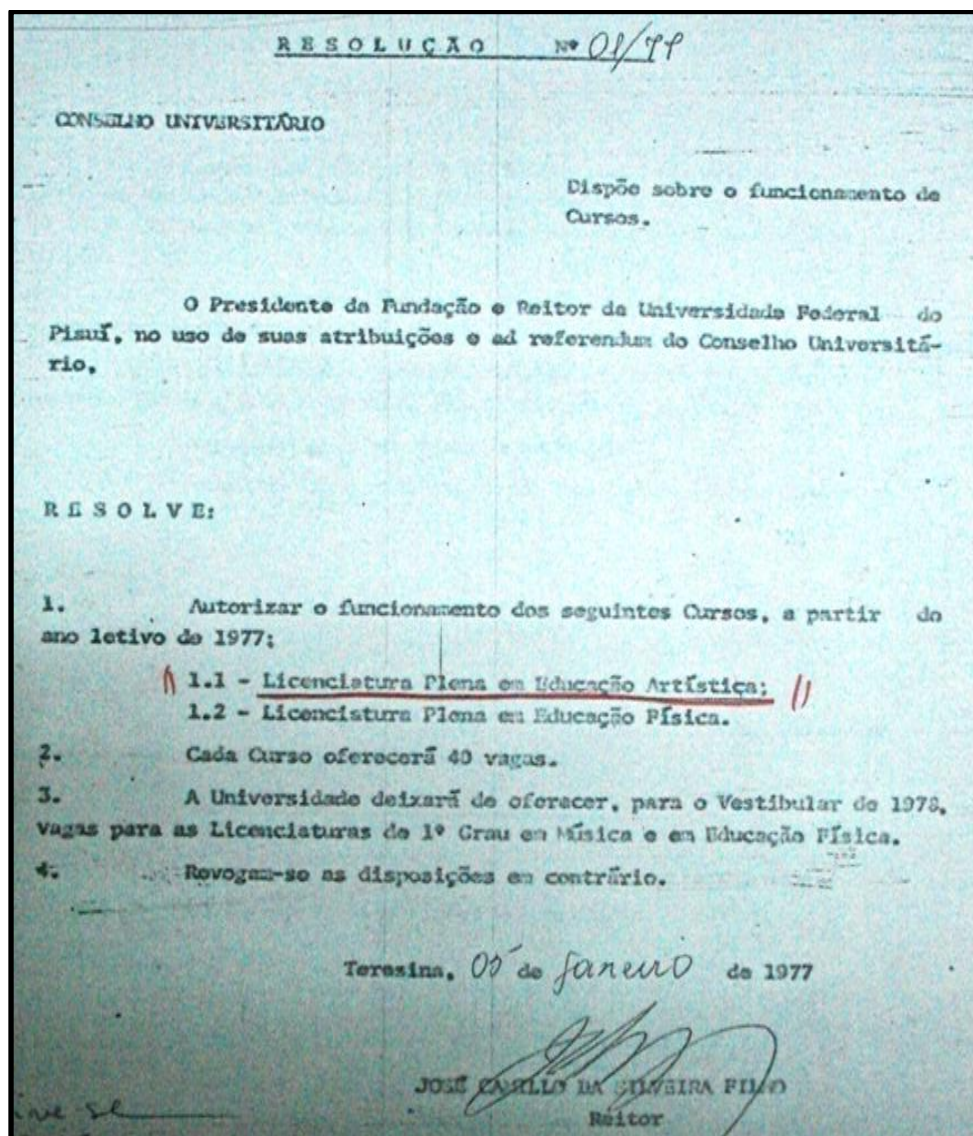 RESOLUÇÃO Nº 01/77
CONSELHO UNIVERSITÁRIO
Dispõe sobre o funcionamento de
Cursos.
O Presidente da Fundação e Reitor da Universidade Federal do
Piauí, no uso de suas atribuições e ad referendum do Conselho Universitá-
rio,
RESOLVE:
1. Autorizar o funcionamento dos seguintes Cursos, a partir do
ano letivo de 1977:
1.1 - Licenciatura Plena em Educação Artística;
1.2 - Licenciatura Plena em Educação Física.
2. Cada Curso oferecerá 40 vagas.
3. A Universidade deixará de oferecer, para o Vestibular de 1978,
vagas para as Licenciaturas de 1º Grau em Música e em Educação Física.
4. Revogam-se as disposições em contrário.
Teresina, 05 de Janeiro de 1977
JOSÉ CAMILLO DA SILVEIRA FILHO
Reitor